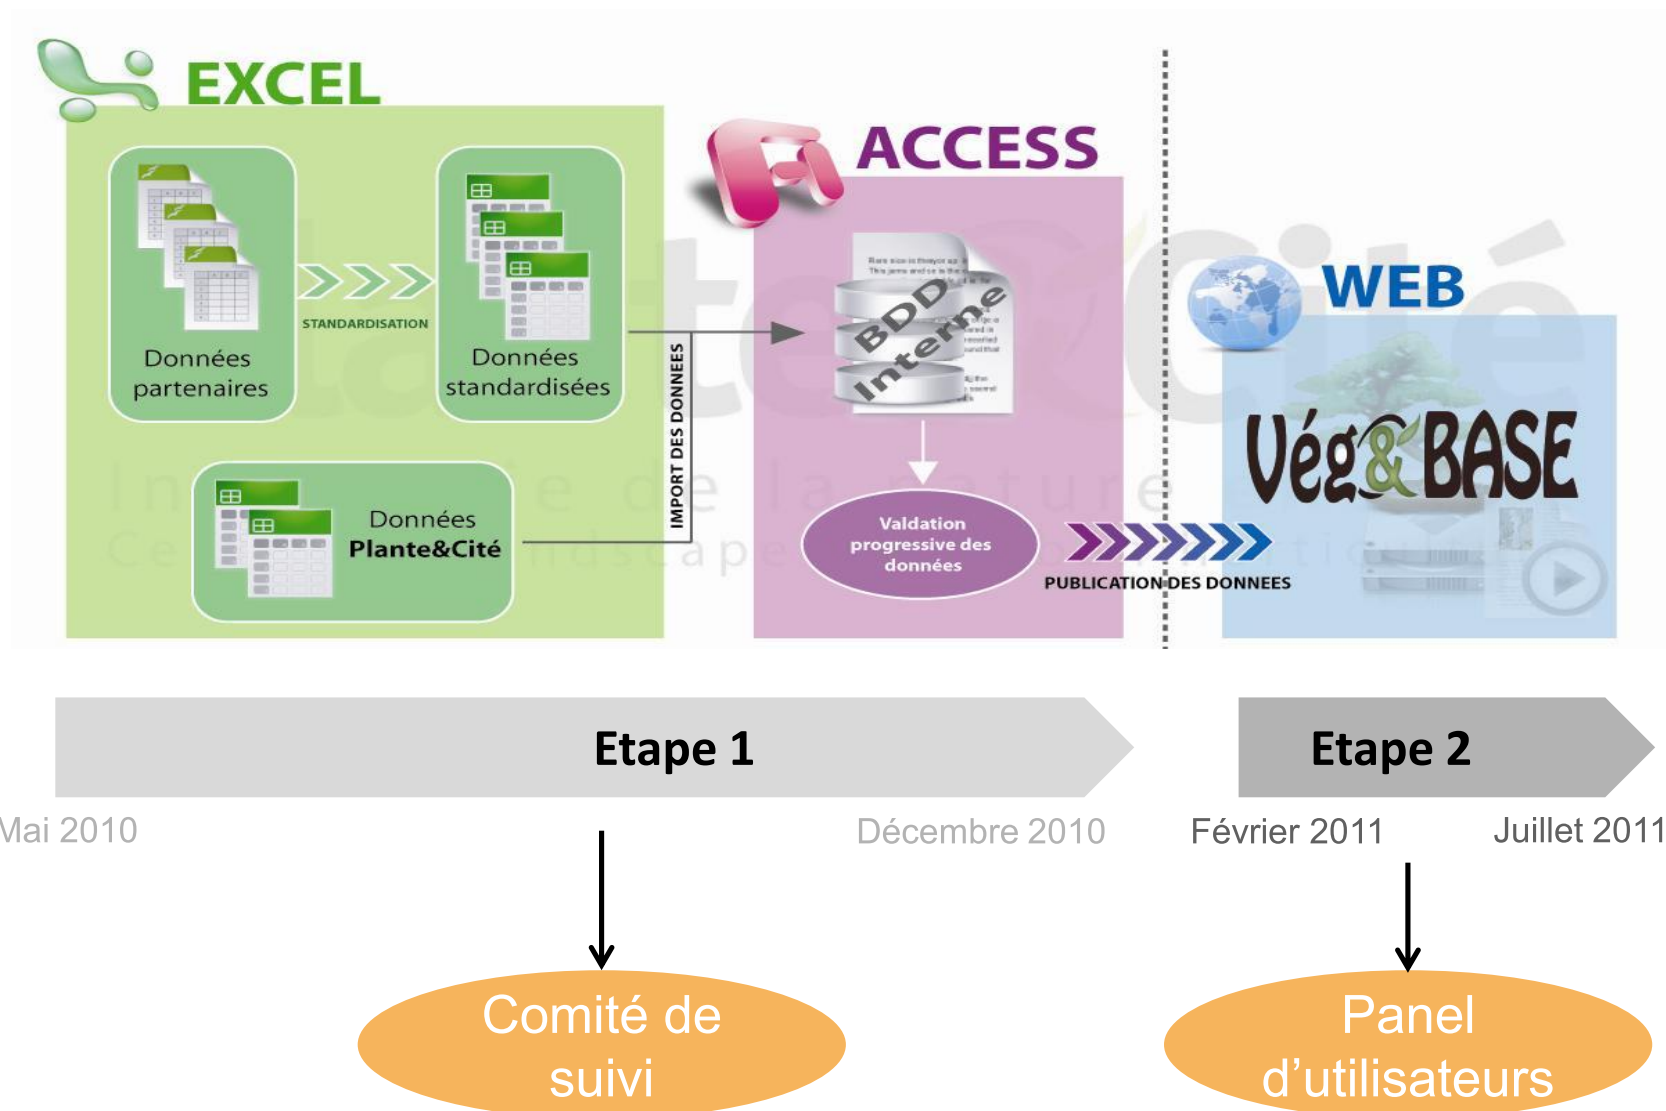 EXCEL
ACCESS
WEB
Données
partenaires
STANDARDISATION
Données
standardisées
Données
Plante&Cité
IMPORT DES DONNEES
BDD
Interne
Valdation
progressive des
données
PUBLICATION DES DONNEES
Vég&BASE
Etape 1
Etape 2
Mai 2010
Décembre 2010
Février 2011
Juillet 2011
Comité de
suivi
Panel
d’utilisateurs